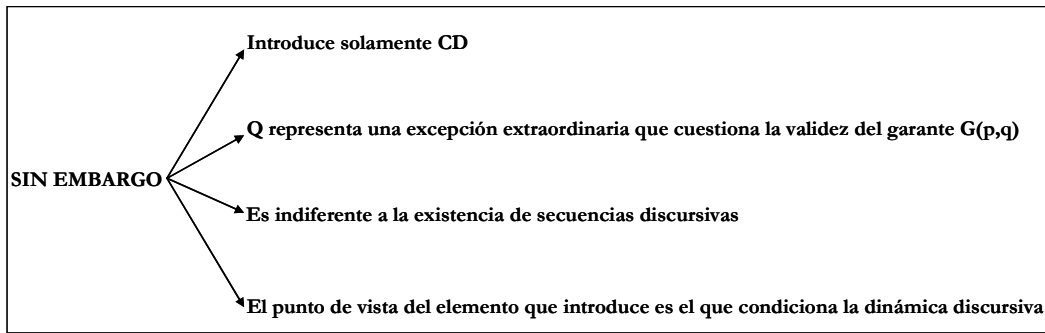 Introduce solamente CD
Q representa una excepción extraordinaria que cuestiona la validez del garante G(p,q)
SIN EMBARGO
Es indiferente a la existencia de secuencias discursivas
El punto de vista del elemento que introduce es el que condiciona la dinámica discursiva